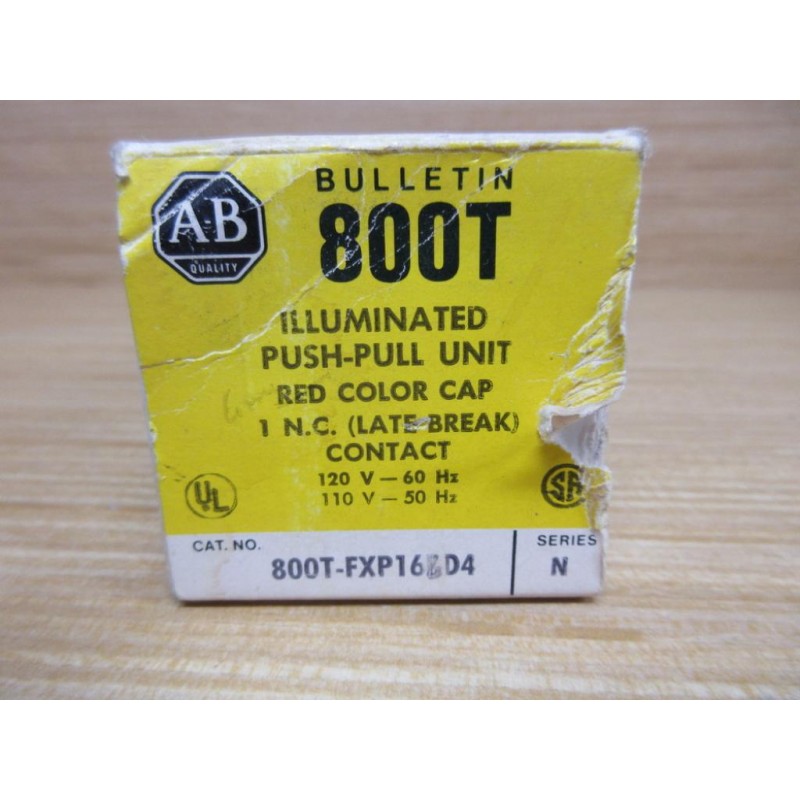 A·B
QUALITY
BULLETIN
800T
ILLUMINATED
PUSH-PULL UNIT
RED COLOR CAP
1 N.C. (LATE BREAK)
CONTACT
120 V — 60 Hz
110 V — 50 Hz
UL
SA
CAT. NO.
SERIES
N